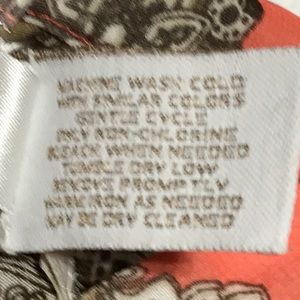 MACHINE WASH COLD
WITH SIMILAR COLORS
GENTLE CYCLE
ONLY NON-CHLORINE
BLEACH WHEN NEEDED
TUMBLE DRY LOW
REMOVE PROMPTLY
WARM IRON AS NEEDED
MAY BE DRY CLEANED